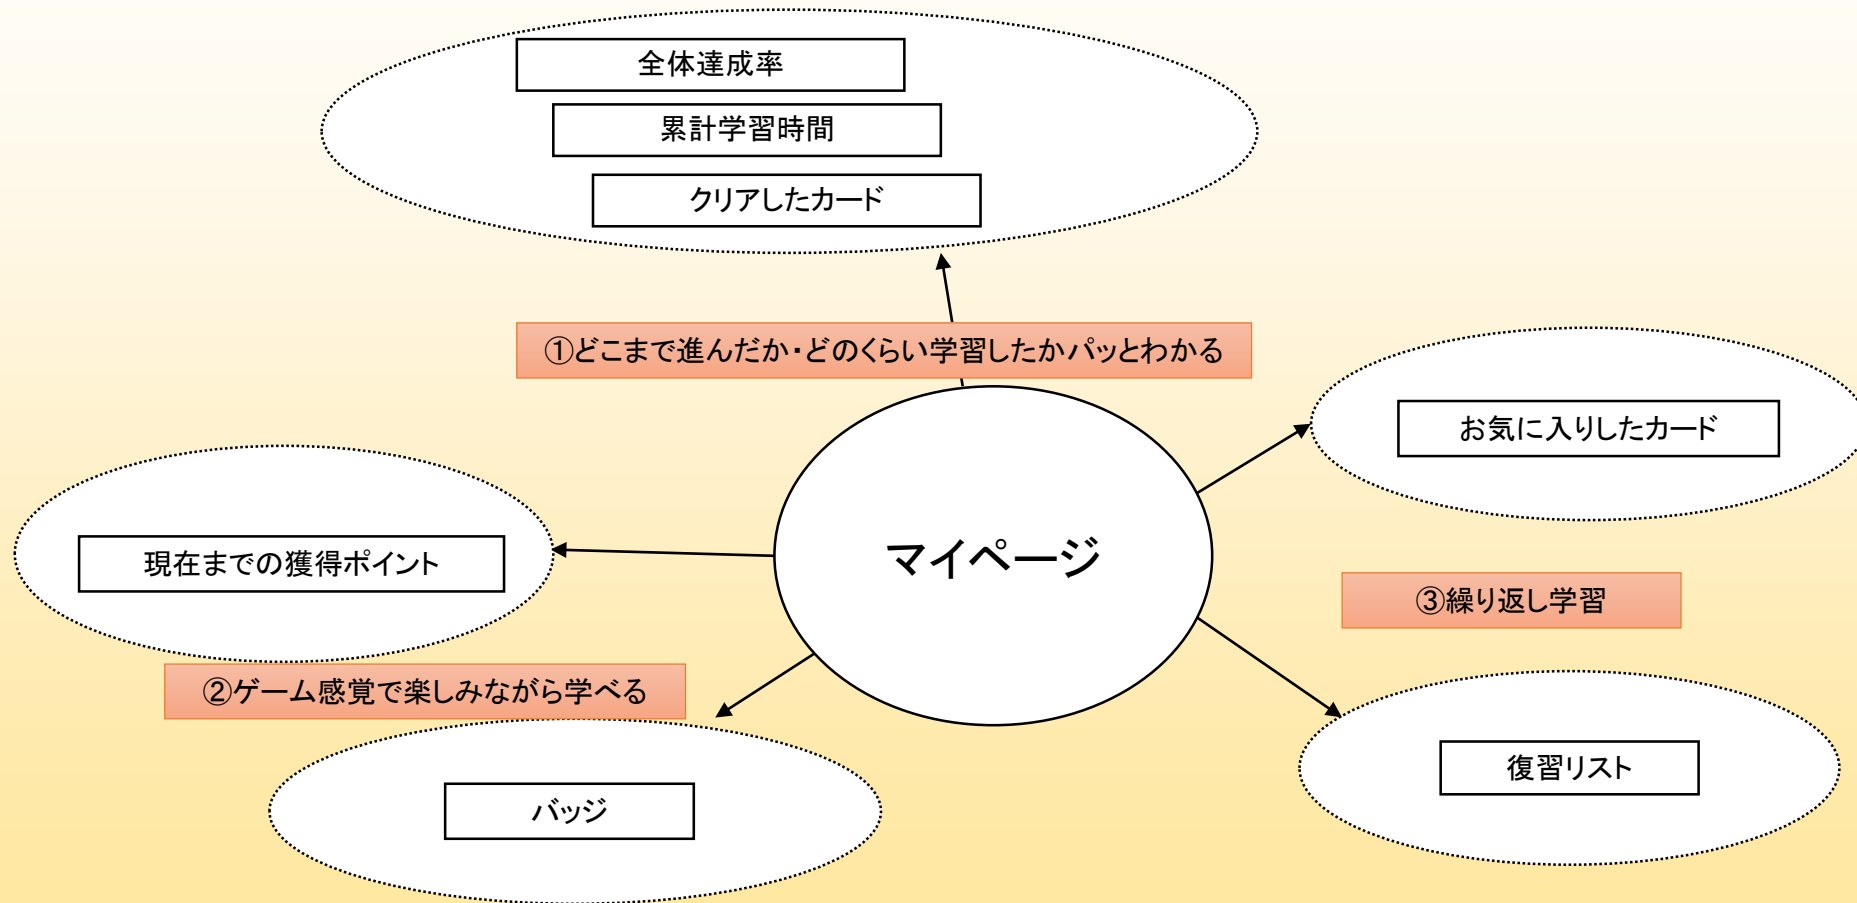 全体達成率
累計学習時間
クリアしたカード
①どこまで進んだか・どのくらい学習したかパッとわかる
お気に入りしたカード
マイページ
現在までの獲得ポイント
③繰り返し学習
②ゲーム感覚で楽しみながら学べる
復習リスト
バッジ